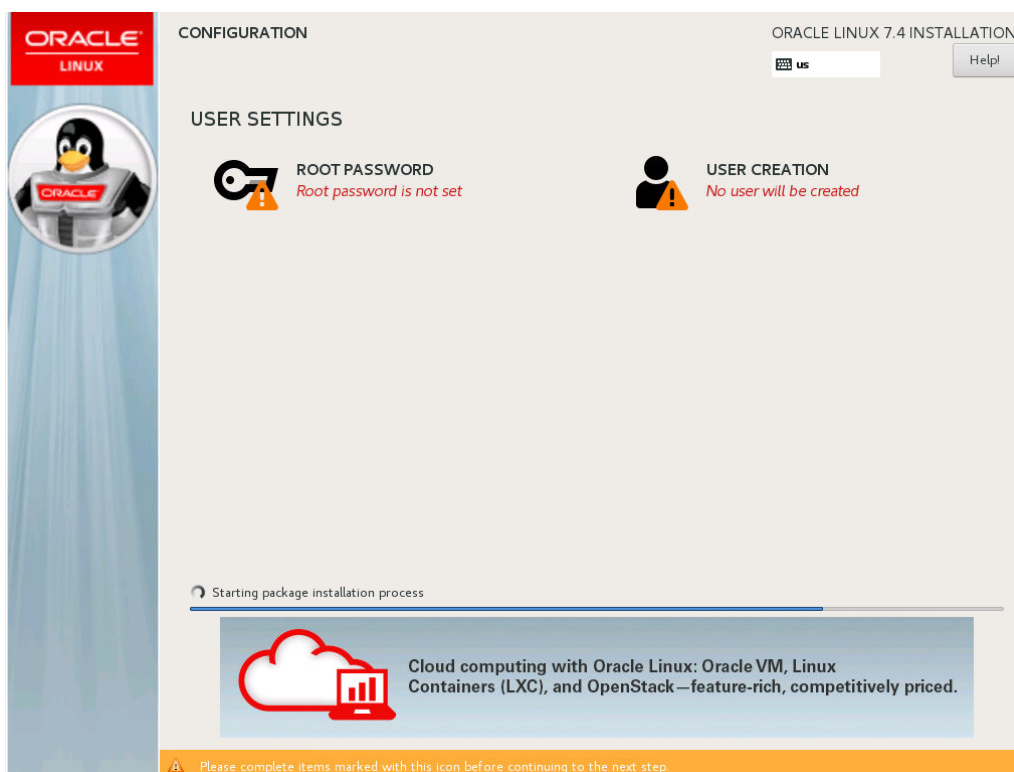 ORACLE
LINUX
CONFIGURATION
ORACLE LINUX 7.4 INSTALLATION
us
Help!
USER SETTINGS
ROOT PASSWORD
Root password is not set
USER CREATION
No user will be created
ORACLE
Starting package installation process
Cloud computing with Oracle Linux: Oracle VM, Linux
Containers (LXC), and OpenStack—feature-rich, competitively priced.
Please complete items marked with this icon before continuing to the next step.